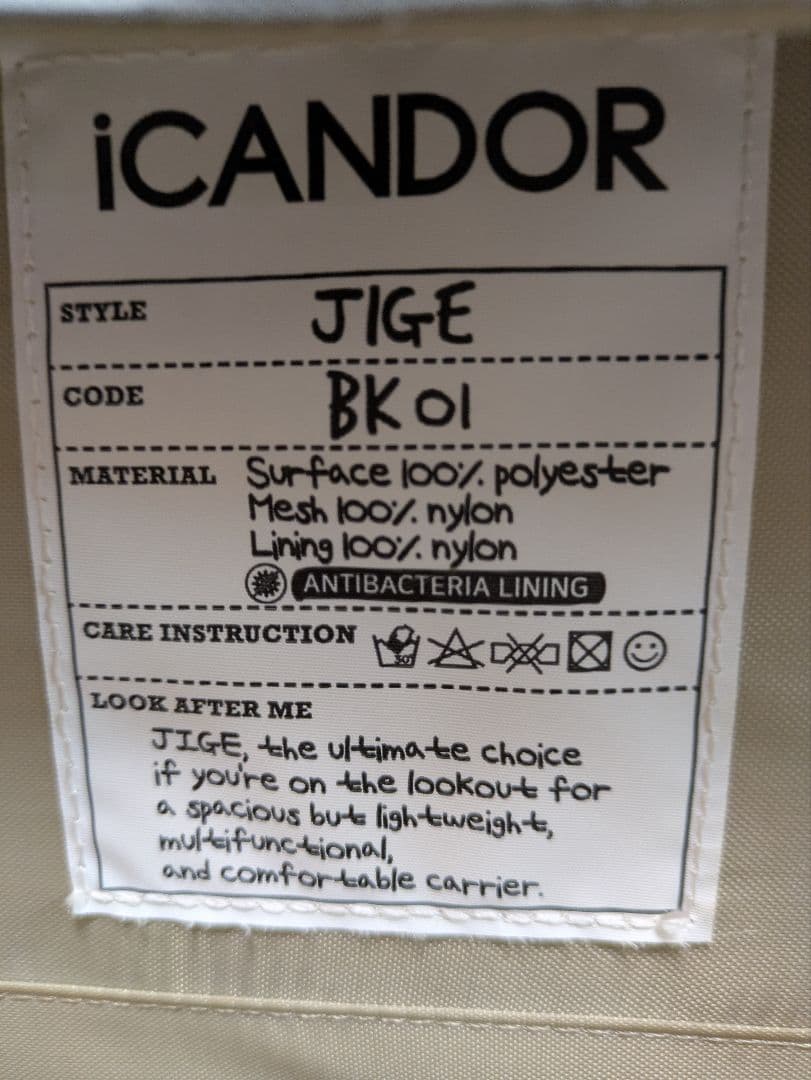 iCANDOR
STYLE JIGE
CODE BK01
MATERIAL Surface 100% polyester
Mesh 100% nylon
Lining 100% nylon
ANTIBACTERIA LINING
CARE INSTRUCTION 30°
LOOK AFTER ME
JIGE, the ultimate choice
if you're on the lookout for
a spacious but lightweight,
multifunctional,
and comfortable carrier.